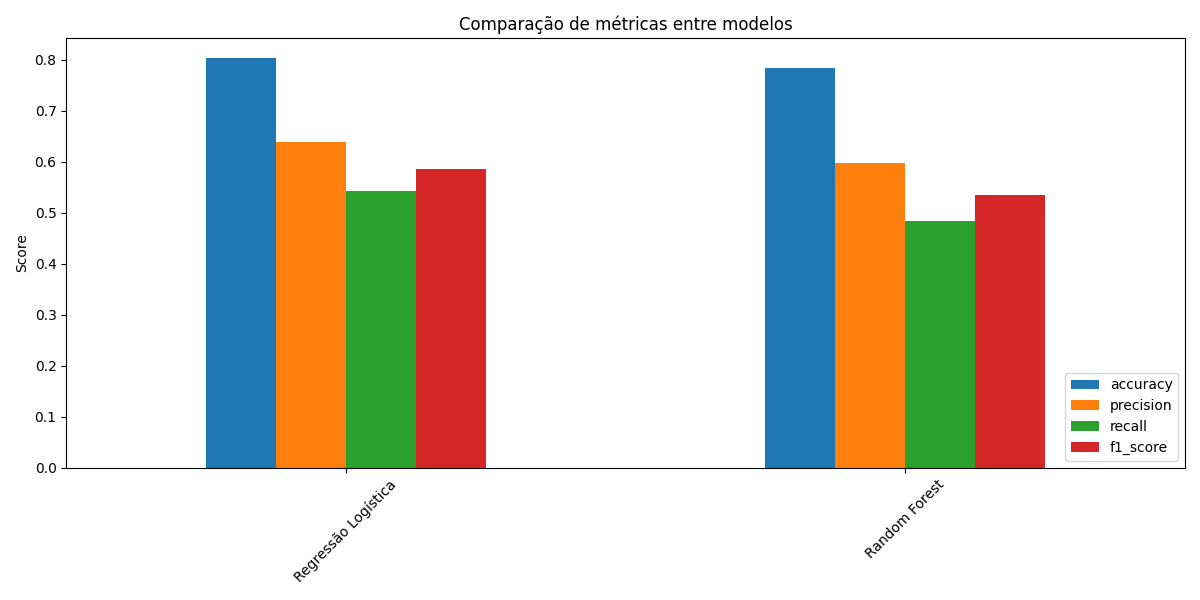 Comparação de métricas entre modelos
Score
0.8
0.7
0.6
0.5
0.4
0.3
0.2
0.1
0.0
accuracy
precision
recall
f1_score
Regressão Logística
Random Forest